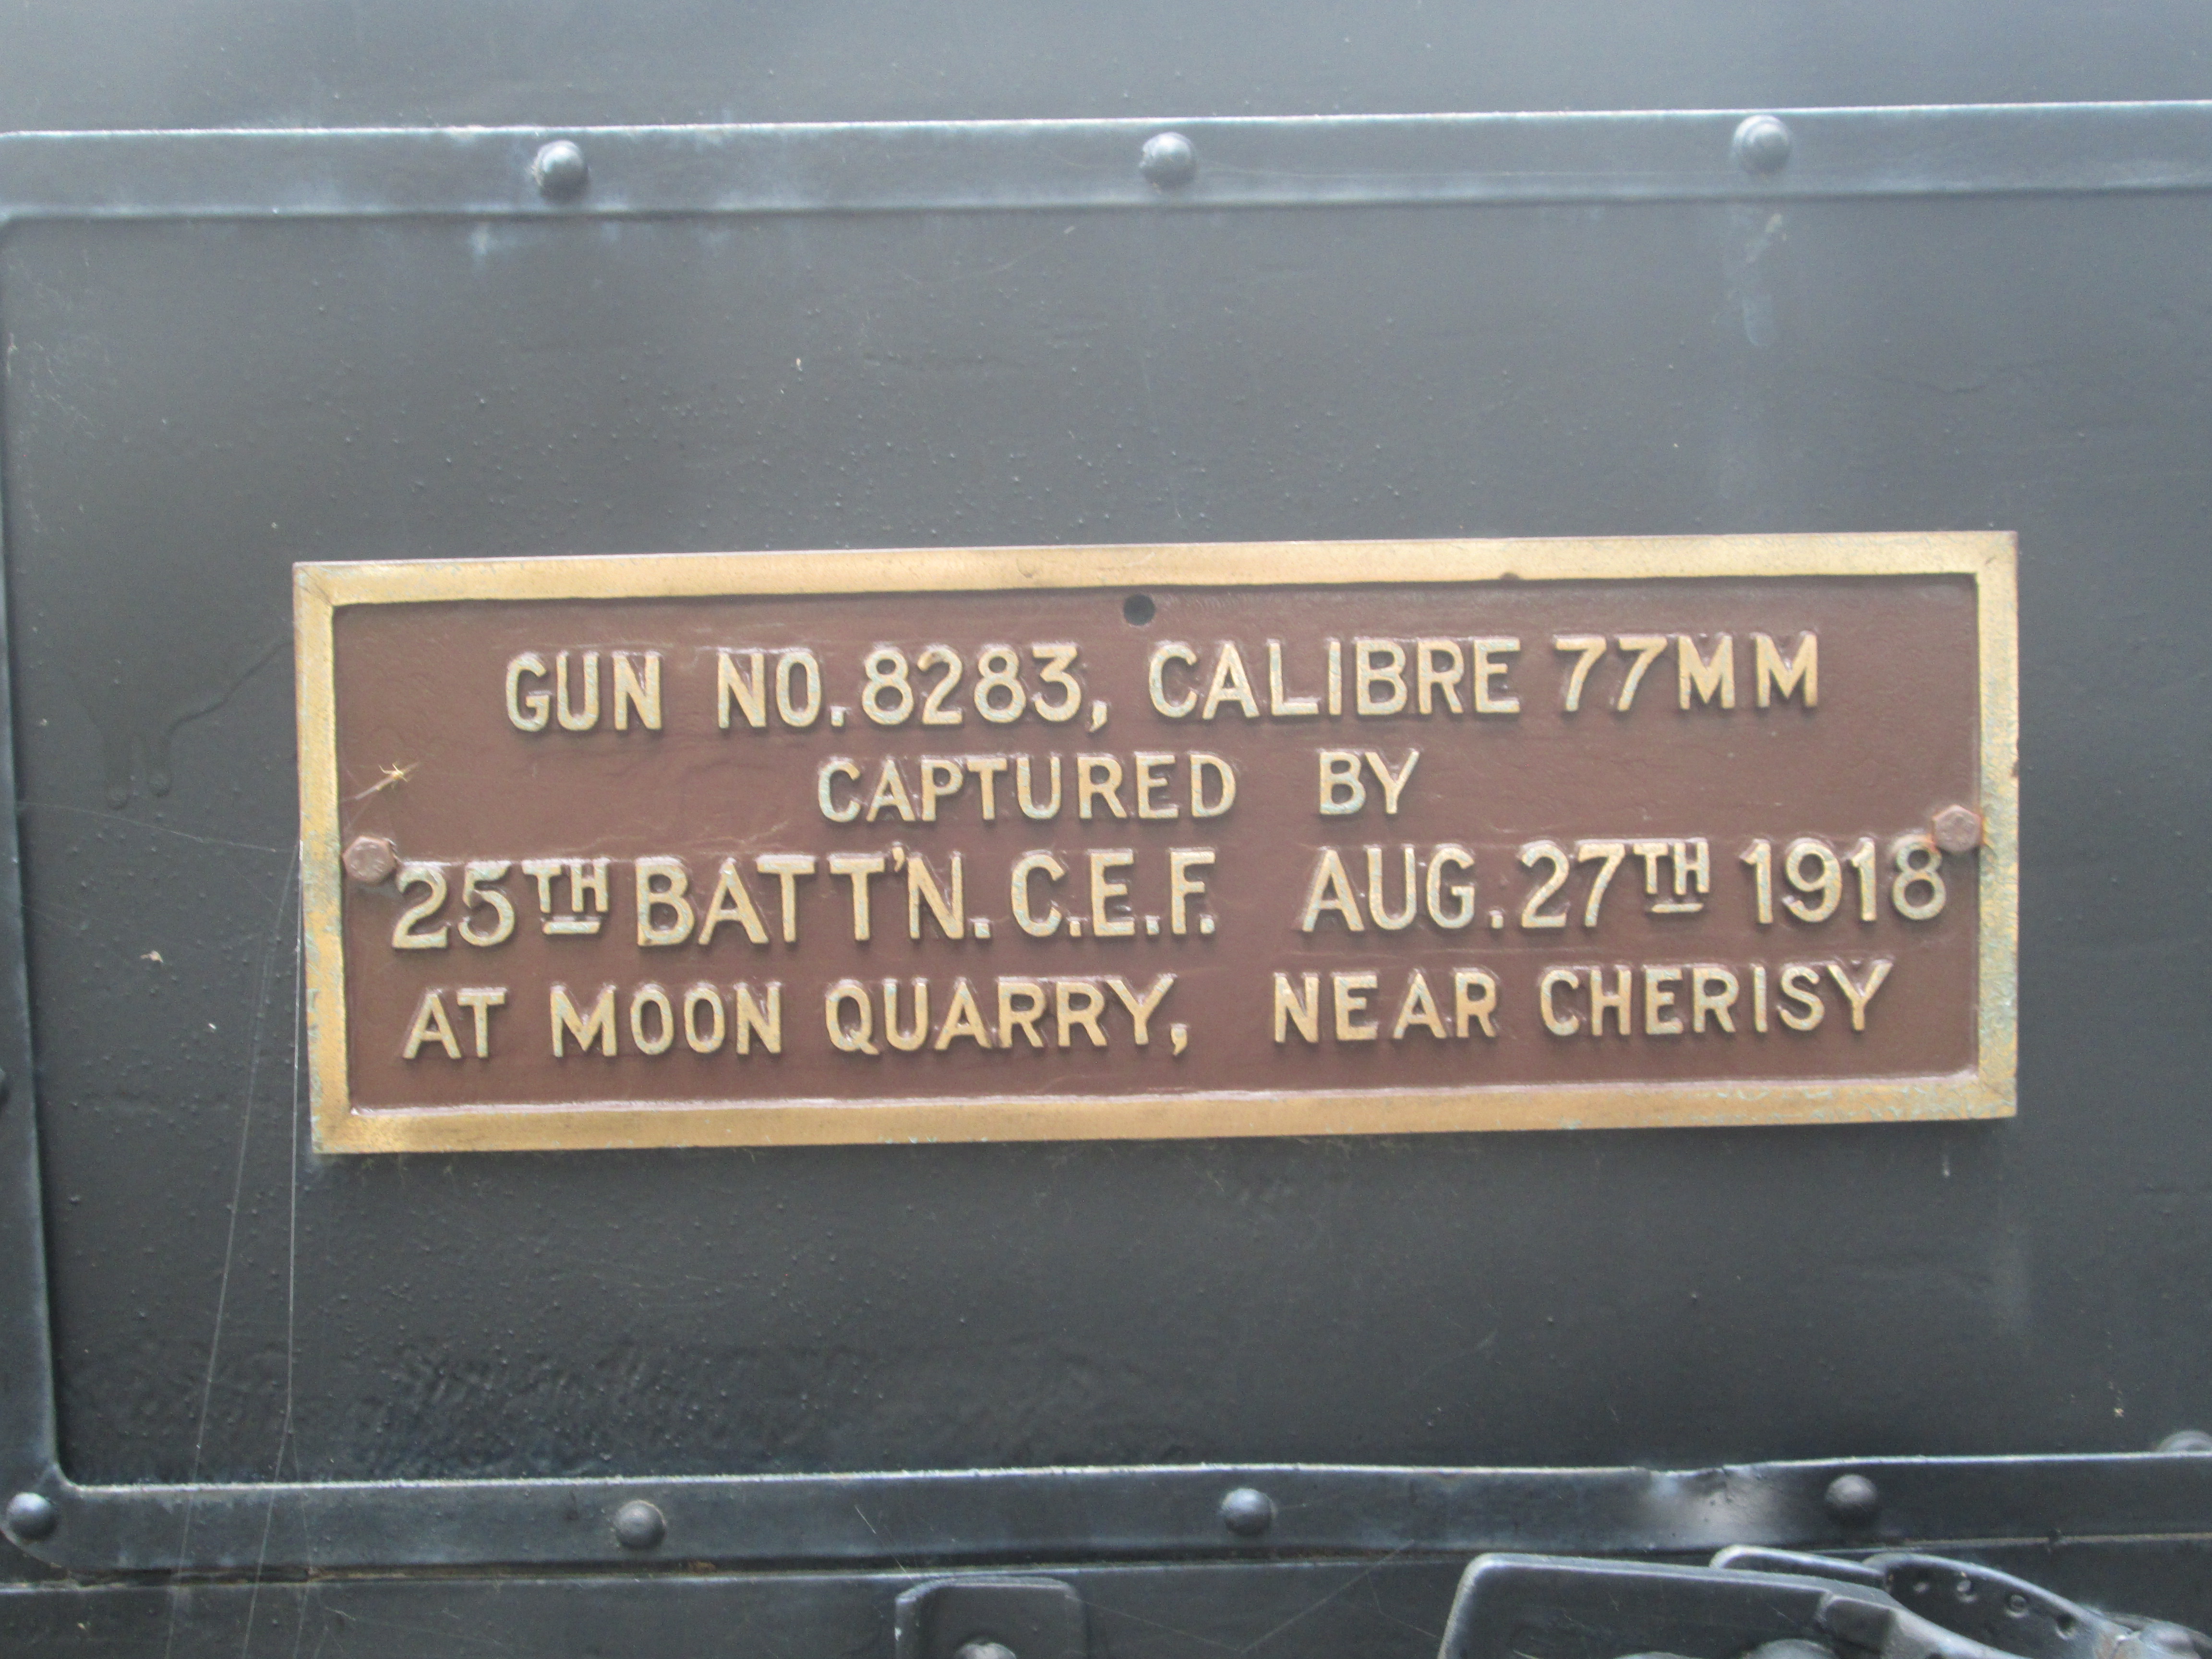 GUN NO. 8283, CALIBRE 77MM
CAPTURED BY
25TH BATT'N. C.E.F. AUG. 27TH 1918
AT MOON QUARRY, NEAR CHERISY